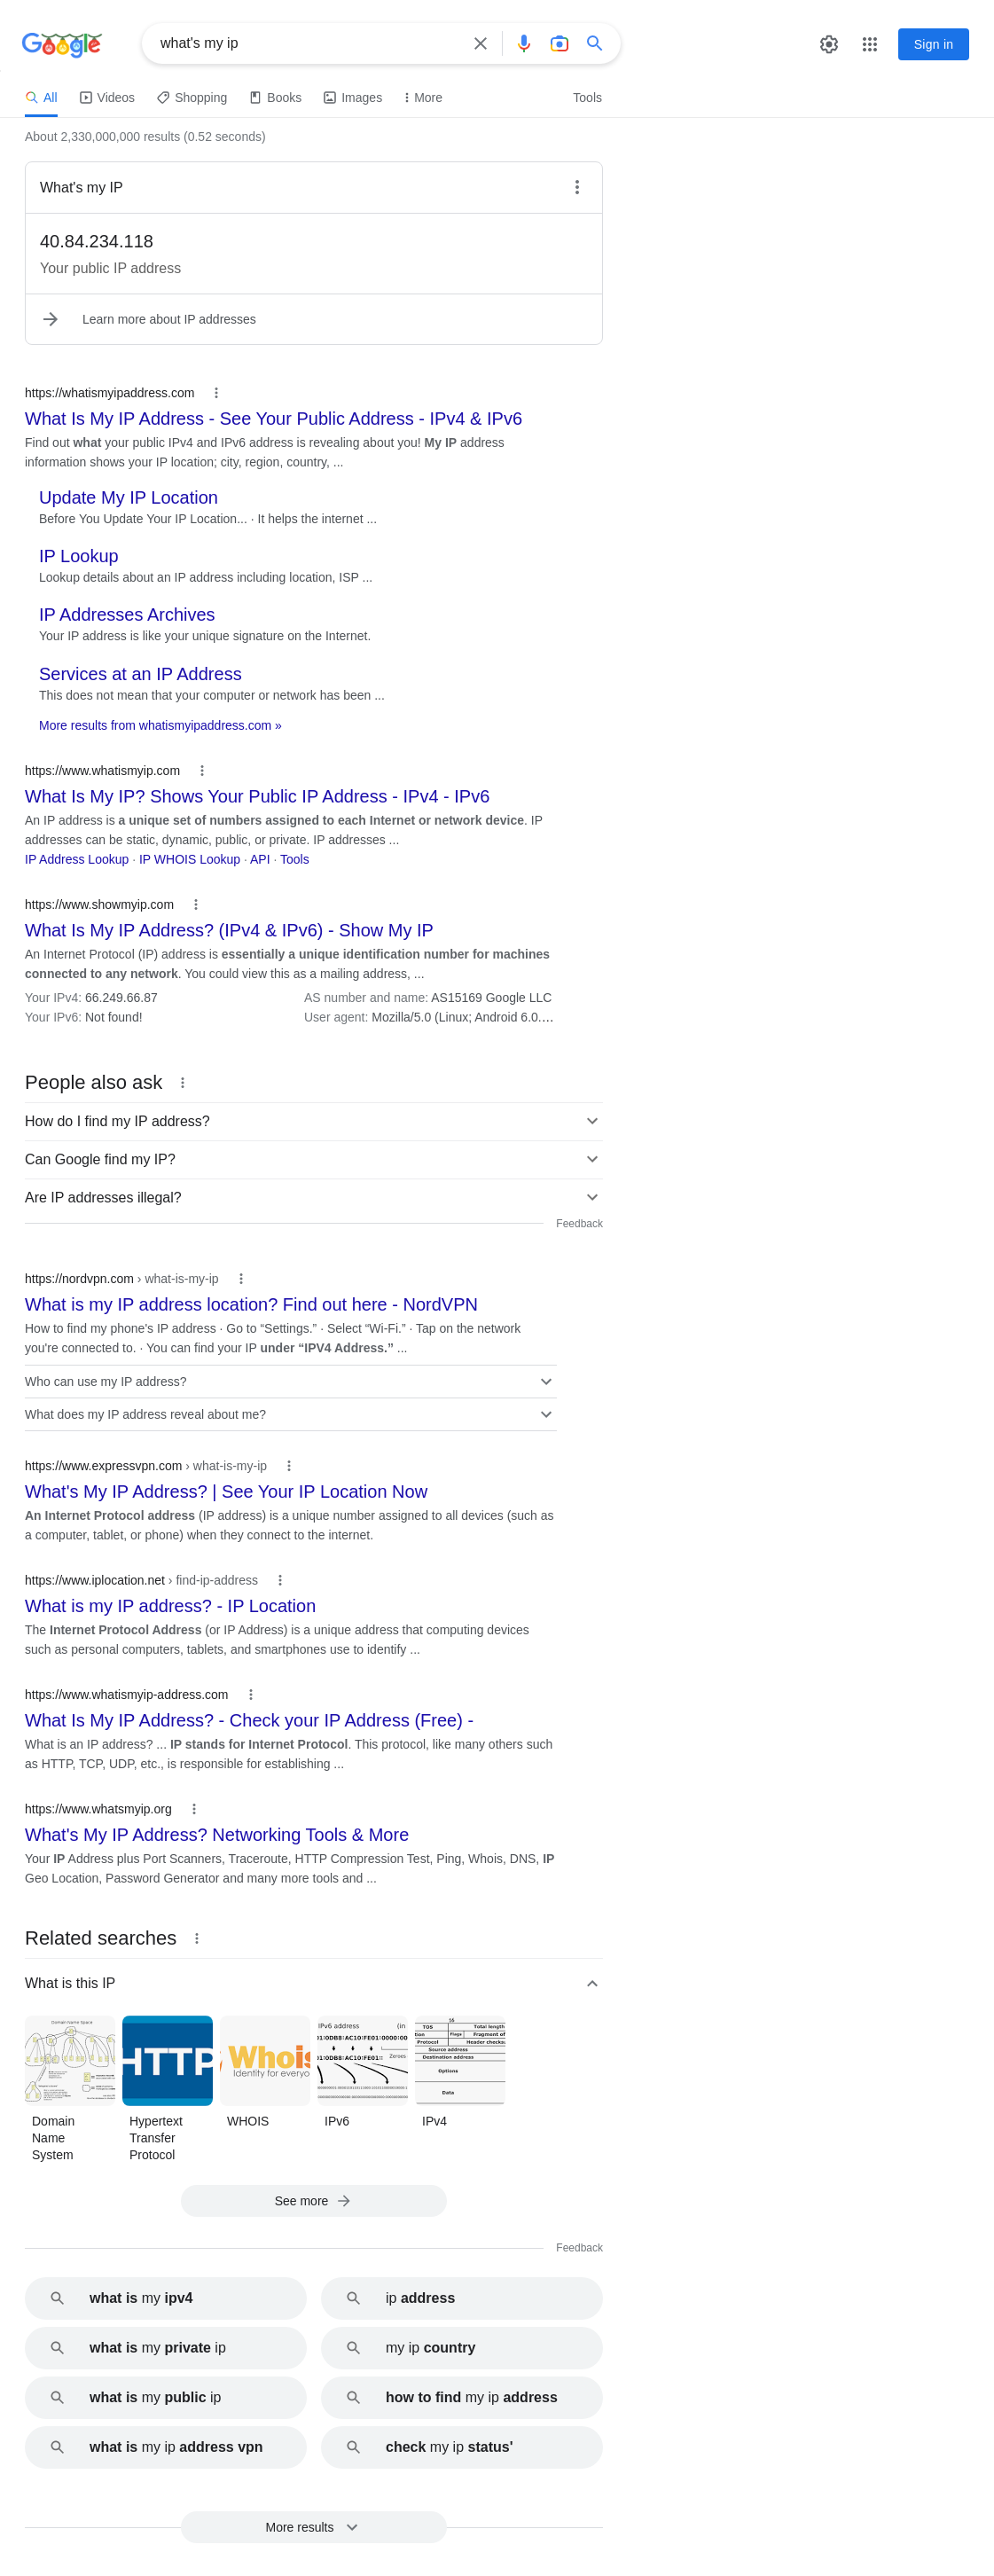 Google
what's my ip
Sign in
All
Videos
Shopping
Books
Images
More
Tools
About 2,330,000,000 results (0.52 seconds)
What's my IP
40.84.234.118
Your public IP address
Learn more about IP addresses
https://whatismyipaddress.com
What Is My IP Address - See Your Public Address - IPv4 & IPv6
Find out what your public IPv4 and IPv6 address is revealing about you! My IP address
information shows your IP location; city, region, country, ...
Update My IP Location
Before You Update Your IP Location... · It helps the internet ...
IP Lookup
Lookup details about an IP address including location, ISP ...
IP Addresses Archives
Your IP address is like your unique signature on the Internet.
Services at an IP Address
This does not mean that your computer or network has been ...
More results from whatismyipaddress.com »
https://www.whatismyip.com
What Is My IP? Shows Your Public IP Address - IPv4 - IPv6
An IP address is a unique set of numbers assigned to each Internet or network device. IP
addresses can be static, dynamic, public, or private. IP addresses ...
IP Address Lookup · IP WHOIS Lookup · API · Tools
https://www.showmyip.com
What Is My IP Address? (IPv4 & IPv6) - Show My IP
An Internet Protocol (IP) address is essentially a unique identification number for machines
connected to any network. You could view this as a mailing address, ...
Your IPv4: 66.249.66.87
AS number and name: AS15169 Google LLC
Your IPv6: Not found!
User agent: Mozilla/5.0 (Linux; Android 6.0....
People also ask
How do I find my IP address?
Can Google find my IP?
Are IP addresses illegal?
Feedback
https://nordvpn.com › what-is-my-ip
What is my IP address location? Find out here - NordVPN
How to find my phone's IP address · Go to “Settings.” · Select “Wi-Fi.” · Tap on the network
you're connected to. · You can find your IP under “IPV4 Address.” ...
Who can use my IP address?
What does my IP address reveal about me?
https://www.expressvpn.com › what-is-my-ip
What's My IP Address? | See Your IP Location Now
An Internet Protocol address (IP address) is a unique number assigned to all devices (such as
a computer, tablet, or phone) when they connect to the internet.
https://www.iplocation.net › find-ip-address
What is my IP address? - IP Location
The Internet Protocol Address (or IP Address) is a unique address that computing devices
such as personal computers, tablets, and smartphones use to identify ...
https://www.whatismyip-address.com
What Is My IP Address? - Check your IP Address (Free) -
What is an IP address? ... IP stands for Internet Protocol. This protocol, like many others such
as HTTP, TCP, UDP, etc., is responsible for establishing ...
https://www.whatsmyip.org
What's My IP Address? Networking Tools & More
Your IP Address plus Port Scanners, Traceroute, HTTP Compression Test, Ping, Whois, DNS, IP
Geo Location, Password Generator and many more tools and ...
Related searches
What is this IP
Domain Name Space
HTTP
Whois
Identity for everyo
IPv6 address (in
Zeroes
16
TOS
Total length
Flags
Fragment of
Protocol
Header checks
Source address
Destination address
Options
Data
Domain
Name
System
Hypertext
Transfer
Protocol
WHOIS
IPv6
IPv4
See more
Feedback
what is my ipv4
ip address
what is my private ip
my ip country
what is my public ip
how to find my ip address
what is my ip address vpn
check my ip status'
More results